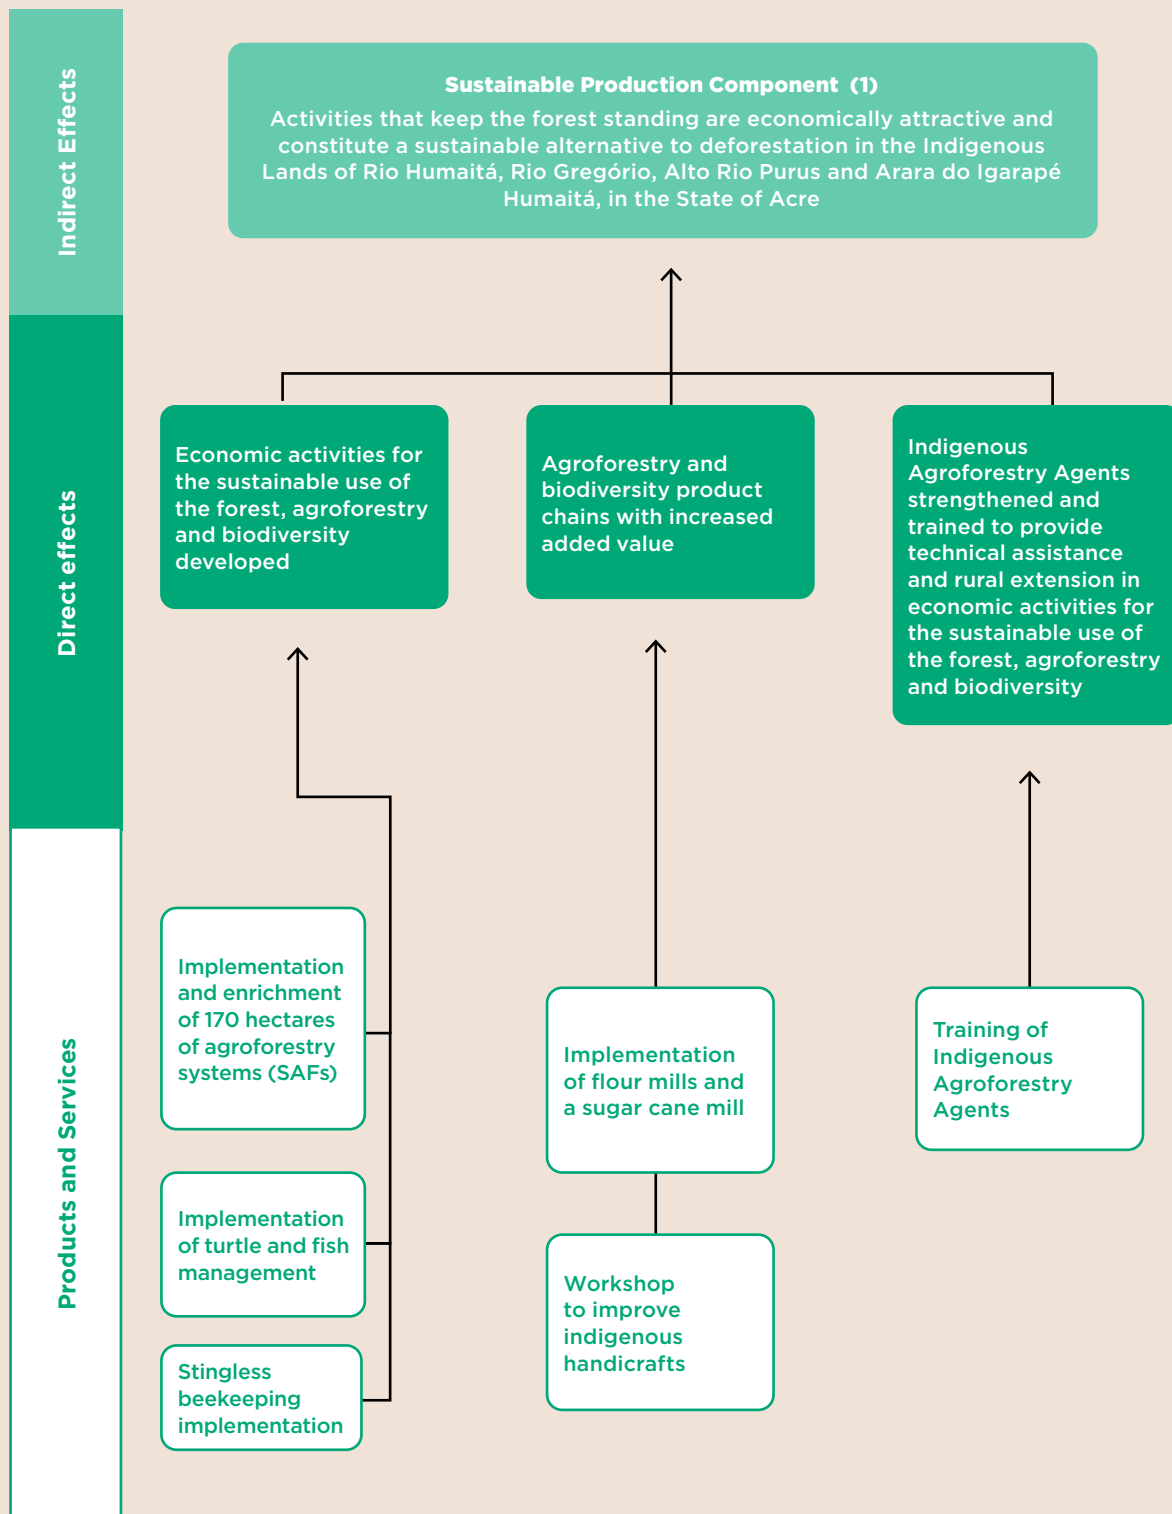 Indirect Effects
Sustainable Production Component (1)
Activities that keep the forest standing are economically attractive and
constitute a sustainable alternative to deforestation in the Indigenous
Lands of Rio Humaitá, Rio Gregório, Alto Rio Purus and Arara do Igarapé
Humaitá, in the State of Acre
Direct effects
Economic activities for
the sustainable use of
the forest, agroforestry
and biodiversity
developed
Agroforestry and
biodiversity product
chains with increased
added value
Indigenous
Agroforestry Agents
strengthened and
trained to provide
technical assistance
and rural extension in
economic activities for
the sustainable use of
the forest, agroforestry
and biodiversity
Products and Services
Implementation
and enrichment
of 170 hectares
of agroforestry
systems (SAFs)
Implementation
of turtle and fish
management
Stingless
beekeeping
implementation
Implementation
of flour mills and
a sugar cane mill
Workshop
to improve
indigenous
handicrafts
Training of
Indigenous
Agroforestry
Agents